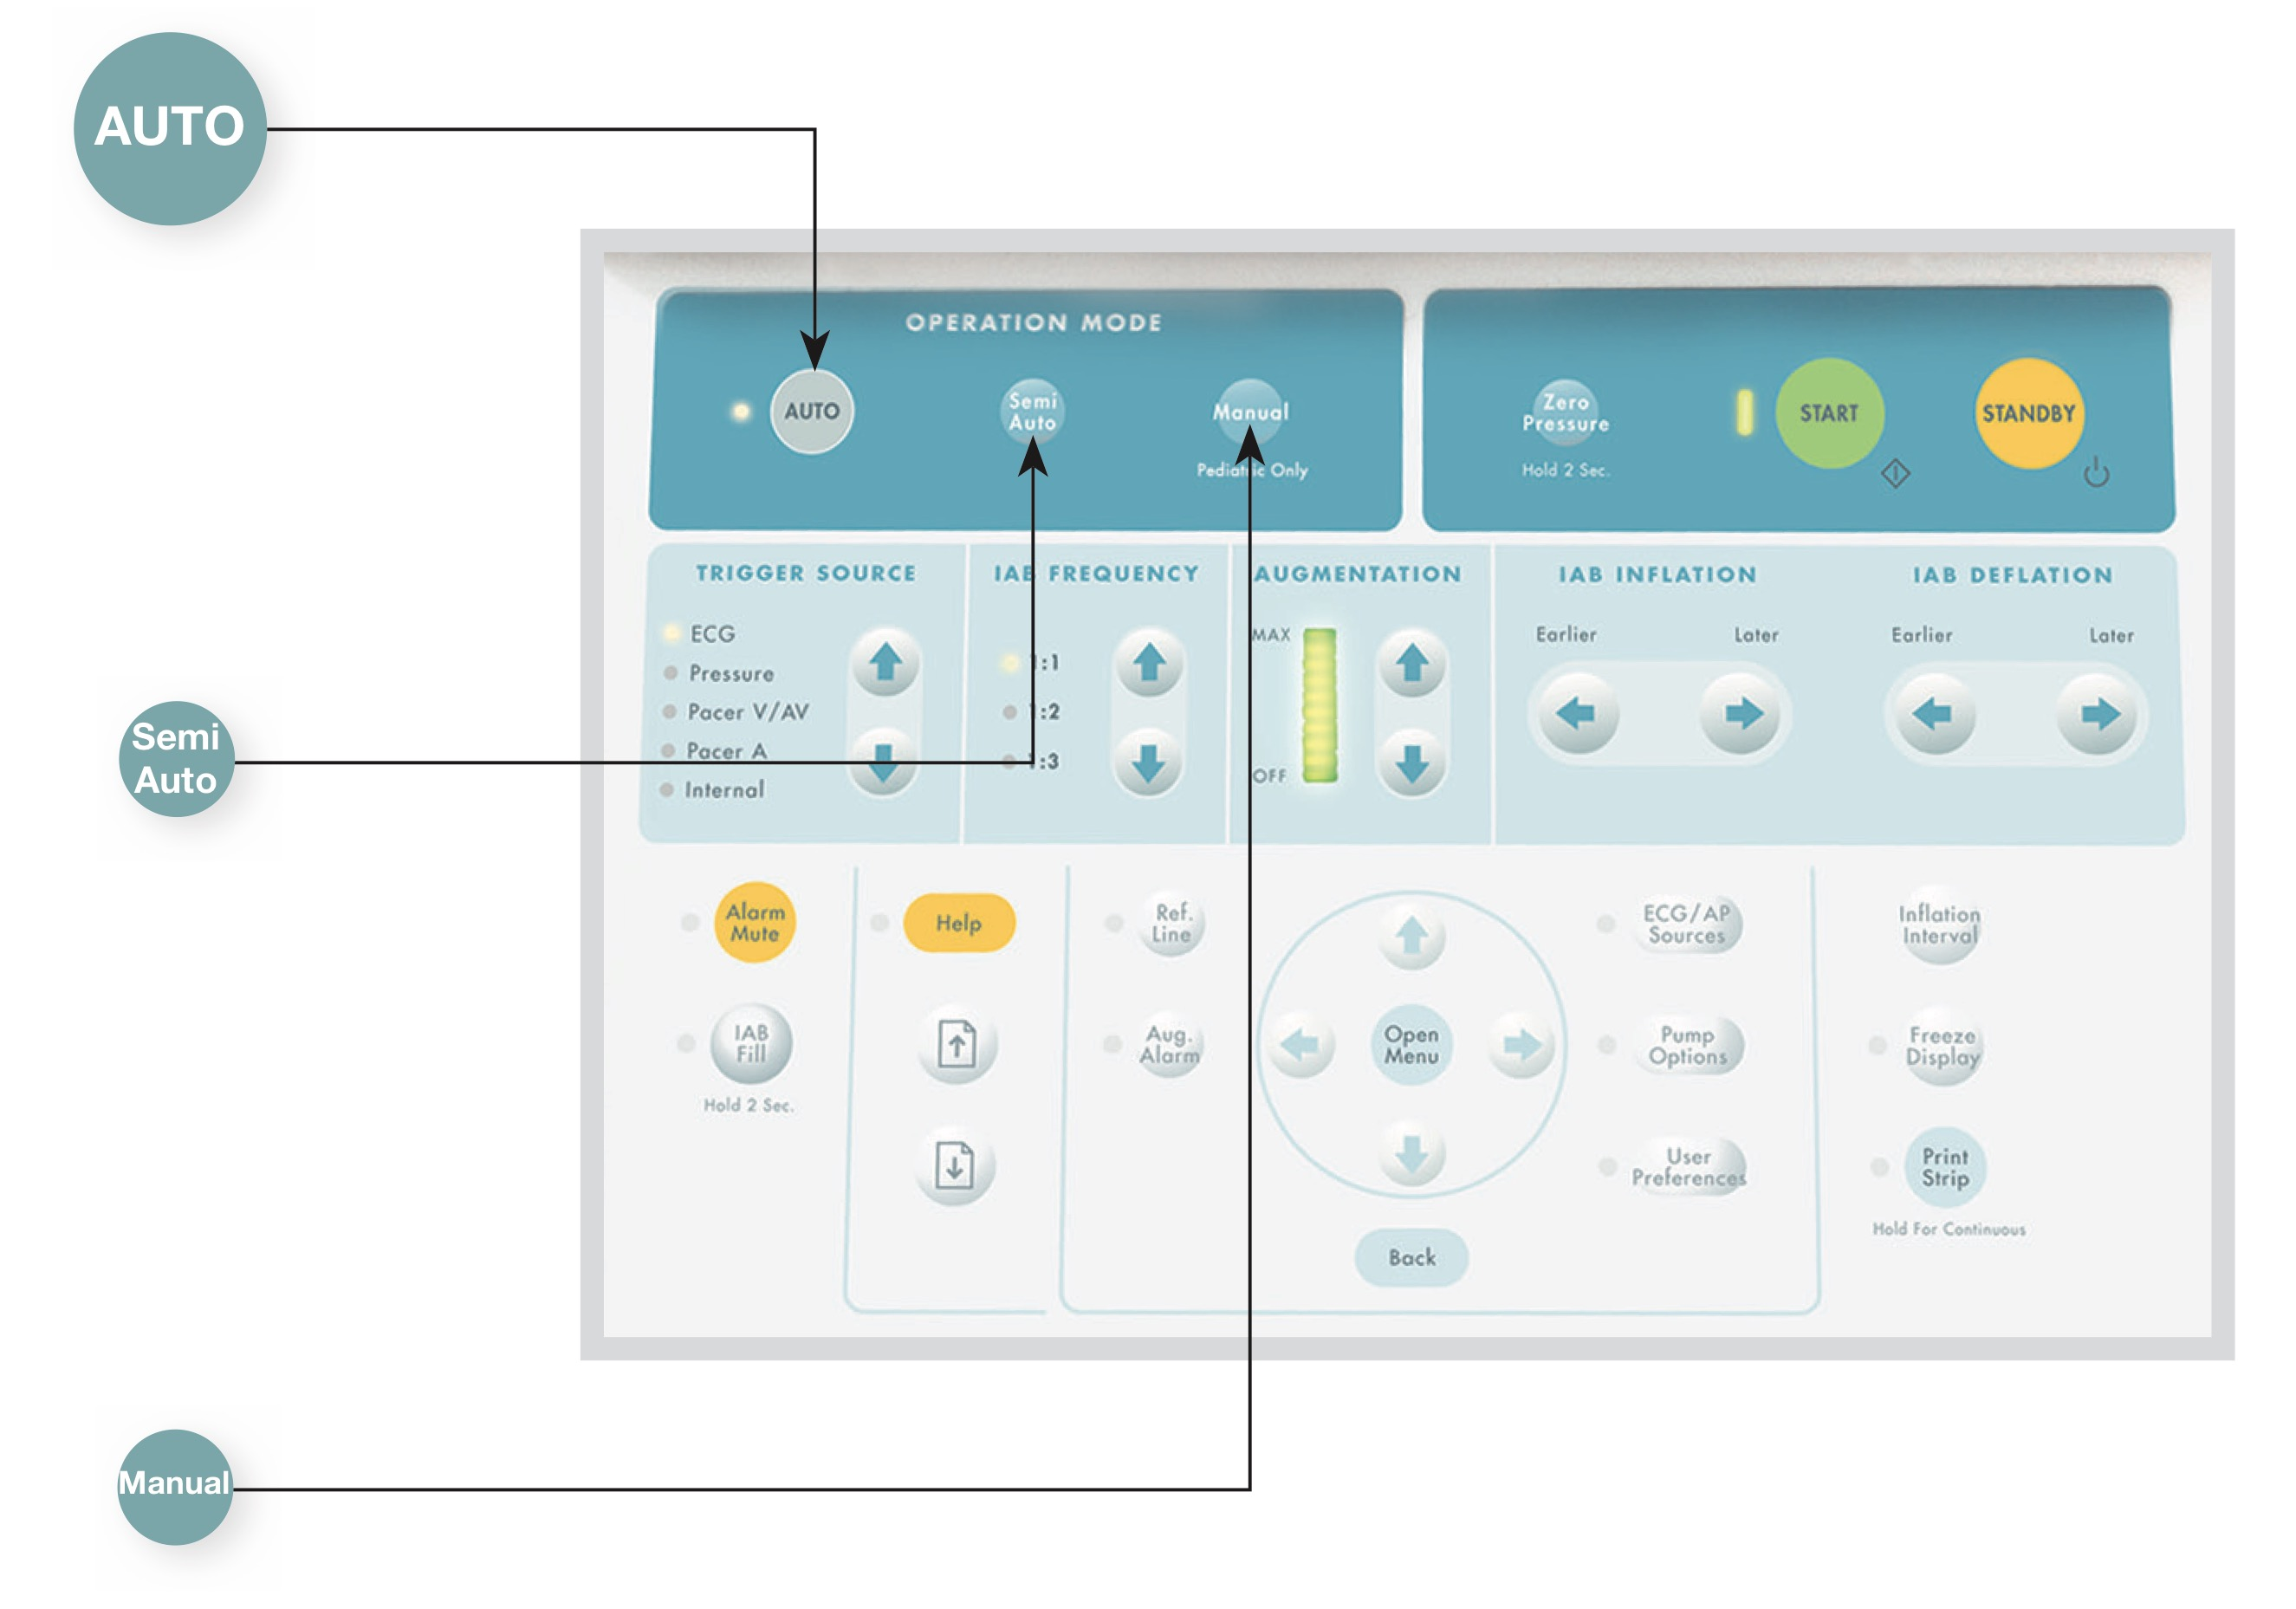 AUTO
OPERATION MODE
AUTO
Semi
Auto
Manual
Pediatric Only
Zero
Pressure
Hold 2 Sec.
START
STANDBY
TRIGGER SOURCE
ECG
Pressure
Pacer V/AV
Pacer A
Internal
IAB FREQUENCY
1:1
1:2
1:3
AUGMENTATION
MAX
OFF
IAB INFLATION
Earlier
Later
IAB DEFLATION
Earlier
Later
Semi
Auto
Alarm
Mute
IAB
Fill
Hold 2 Sec.
Help
Ref.
Line
Aug.
Alarm
Open
Menu
Back
ECG/AP
Sources
Pump
Options
User
Preferences
Inflation
Interval
Freeze
Display
Print
Strip
Hold For Continuous
Manual